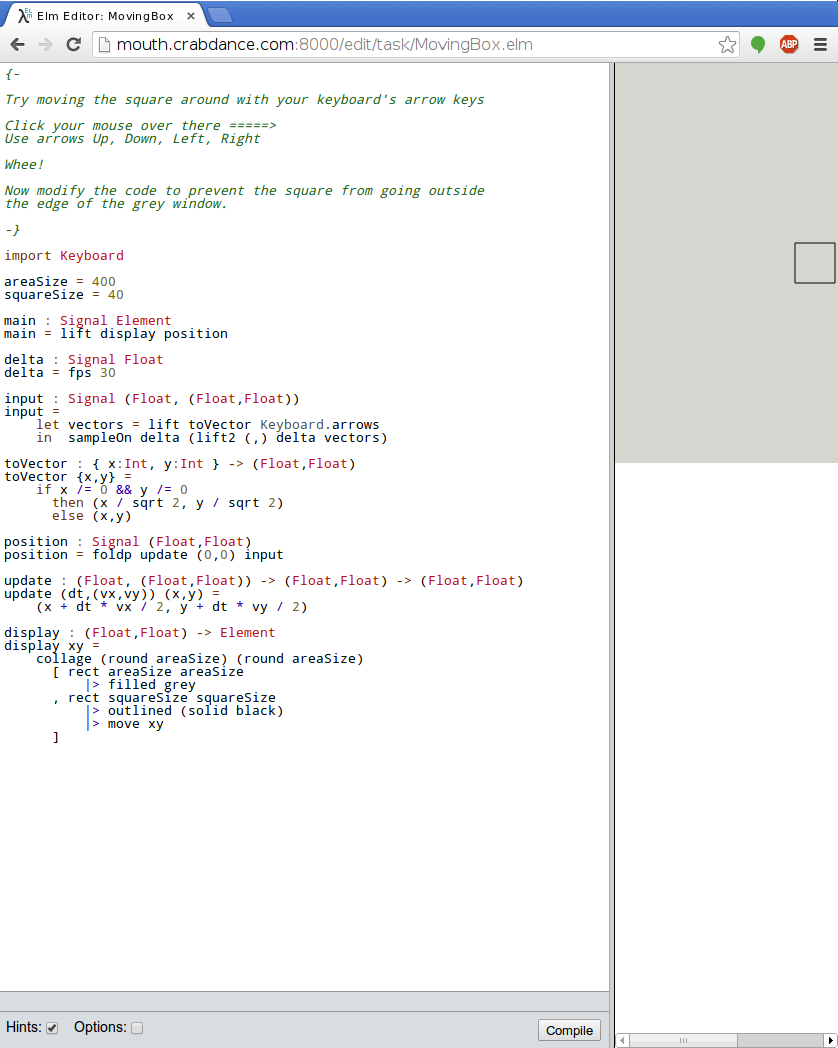 Elm Editor: MovingBox
mouth.crabdance.com:8000/edit/task/MovingBox.elm
ABP
{-
Try moving the square around with your keyboard's arrow keys
Click your mouse over there =====>
Use arrows Up, Down, Left, Right
Whee!
Now modify the code to prevent the square from going outside
the edge of the grey window.
-}
import Keyboard
areaSize = 400
squareSize = 40
main : Signal Element
main = lift display position
delta : Signal Float
delta = fps 30
input : Signal (Float, (Float,Float))
input =
    let vectors = lift toVector Keyboard.arrows
    in  sampleOn delta (lift2 (,) delta vectors)
toVector : { x:Int, y:Int } -> (Float,Float)
toVector {x,y} =
    if x /= 0 && y /= 0
      then (x / sqrt 2, y / sqrt 2)
      else (x,y)
position : Signal (Float,Float)
position = foldp update (0,0) input
update : (Float, (Float,Float)) -> (Float,Float) -> (Float,Float)
update (dt,(vx,vy)) (x,y) =
    (x + dt * vx / 2, y + dt * vy / 2)
display : (Float,Float) -> Element
display xy =
    collage (round areaSize) (round areaSize)
      [ rect areaSize areaSize
          |> filled grey
      , rect squareSize squareSize
          |> outlined (solid black)
          |> move xy
      ]
Hints:
Options:
Compile